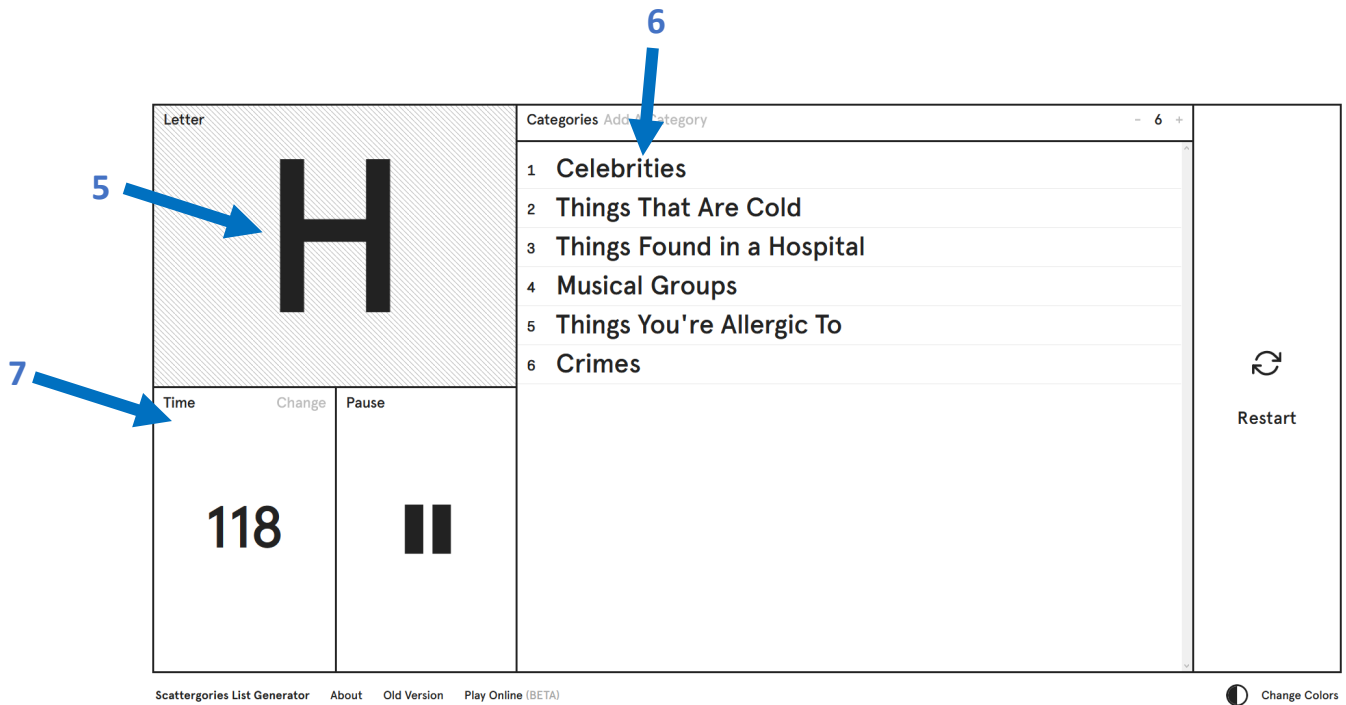 6
Letter
Categories Add A Category - 6 +
5
H
1 Celebrities
2 Things That Are Cold
3 Things Found in a Hospital
4 Musical Groups
5 Things You're Allergic To
6 Crimes
7
Time Change Pause
118
Restart
Scattergories List Generator About Old Version Play Online (BETA) Change Colors